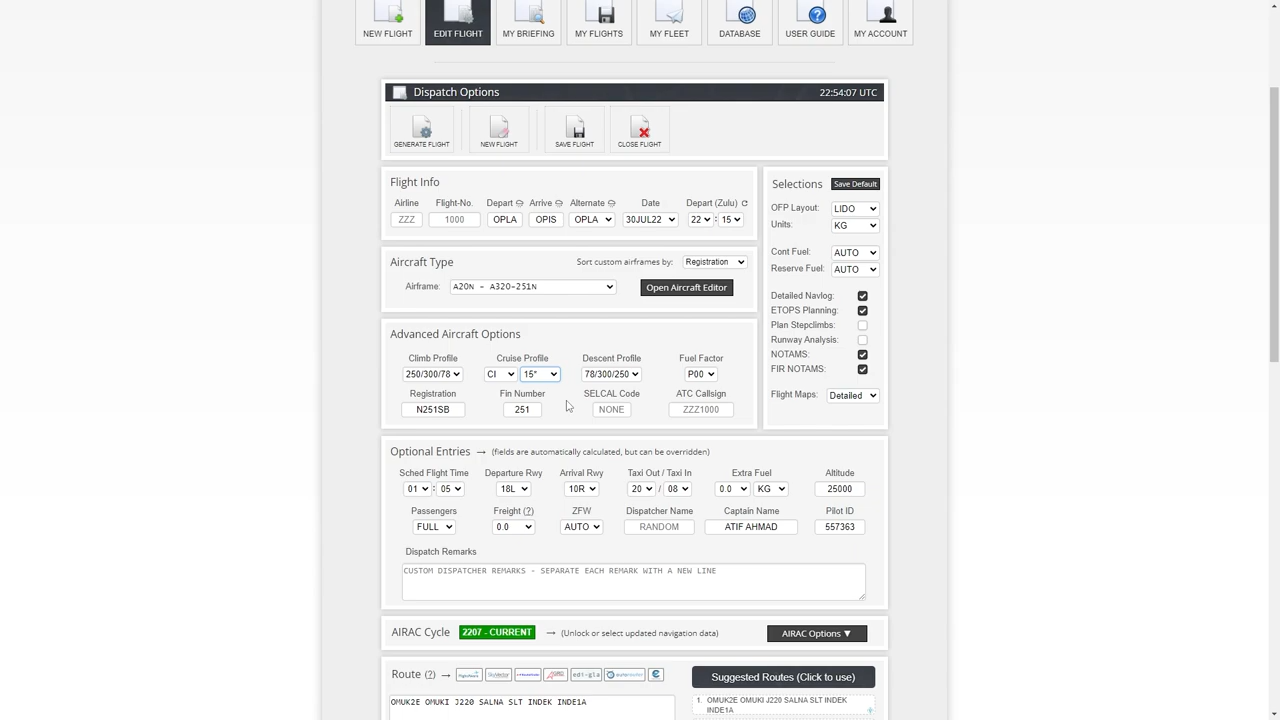 NEW FLIGHT EDIT FLIGHT MY BRIEFING MY FLIGHTS MY FLEET DATABASE USER GUIDE MY ACCOUNT
Dispatch Options 22:54:07 UTC
GENERATE FLIGHT NEW FLIGHT SAVE FLIGHT CLOSE FLIGHT
Flight Info
Airline Flight-No. Depart Arrive Alternate Date Depart (Zulu)
ZZZ 1000 OPLA OPIS OPLA 30JUL22 22 : 15
Aircraft Type Sort custom airframes by: Registration
Airframe: A20N - A320-251N Open Aircraft Editor
Advanced Aircraft Options
Climb Profile Cruise Profile Descent Profile Fuel Factor
250/300/78 CI 15* 78/300/250 P00
Registration Fin Number SELCAL Code ATC Callsign
N251SB 251 NONE ZZZ1000
Selections Save Default
OFP Layout: LIDO
Units: KG
Cont Fuel: AUTO
Reserve Fuel: AUTO
Detailed Navlog:
ETOPS Planning:
Plan Stepclimbs:
Runway Analysis:
NOTAMS:
FIR NOTAMS:
Flight Maps: Detailed
Optional Entries → (fields are automatically calculated, but can be overridden)
Sched Flight Time Departure Rwy Arrival Rwy Taxi Out / Taxi In Extra Fuel Altitude
01 : 05 18L 10R 20 / 08 0.0 KG 25000
Passengers Freight (?) ZFW Dispatcher Name Captain Name Pilot ID
FULL 0.0 AUTO RANDOM ATIF AHMAD 557363
Dispatch Remarks
CUSTOM DISPATCHER REMARKS - SEPARATE EACH REMARK WITH A NEW LINE
AIRAC Cycle 2207 - CURRENT → (Unlock or select updated navigation data) AIRAC Options ▼
Route (?) → SkyVector edi-gla autorouter Suggested Routes (Click to use)
OMUK2E OMUKI J220 SALNA SLT INDEK INDE1A
1. OMUK2E OMUKI J220 SALNA SLT INDEK
INDE1A